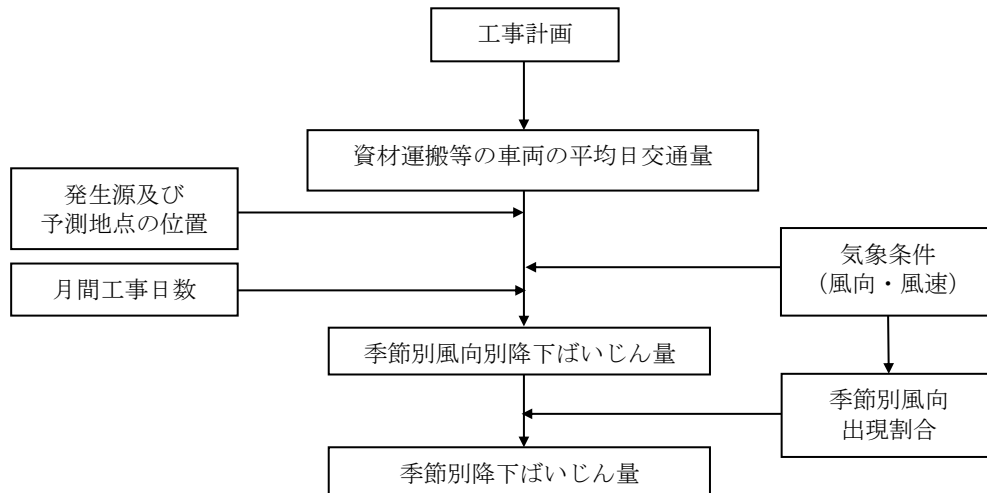 工事計画
資材運搬等の車両の平均日交通量
発生源及び
予測地点の位置
気象条件
（風向・風速）
月間工事日数
季節別風向別降下ばいじん量
季節別風向
出現割合
季節別降下ばいじん量